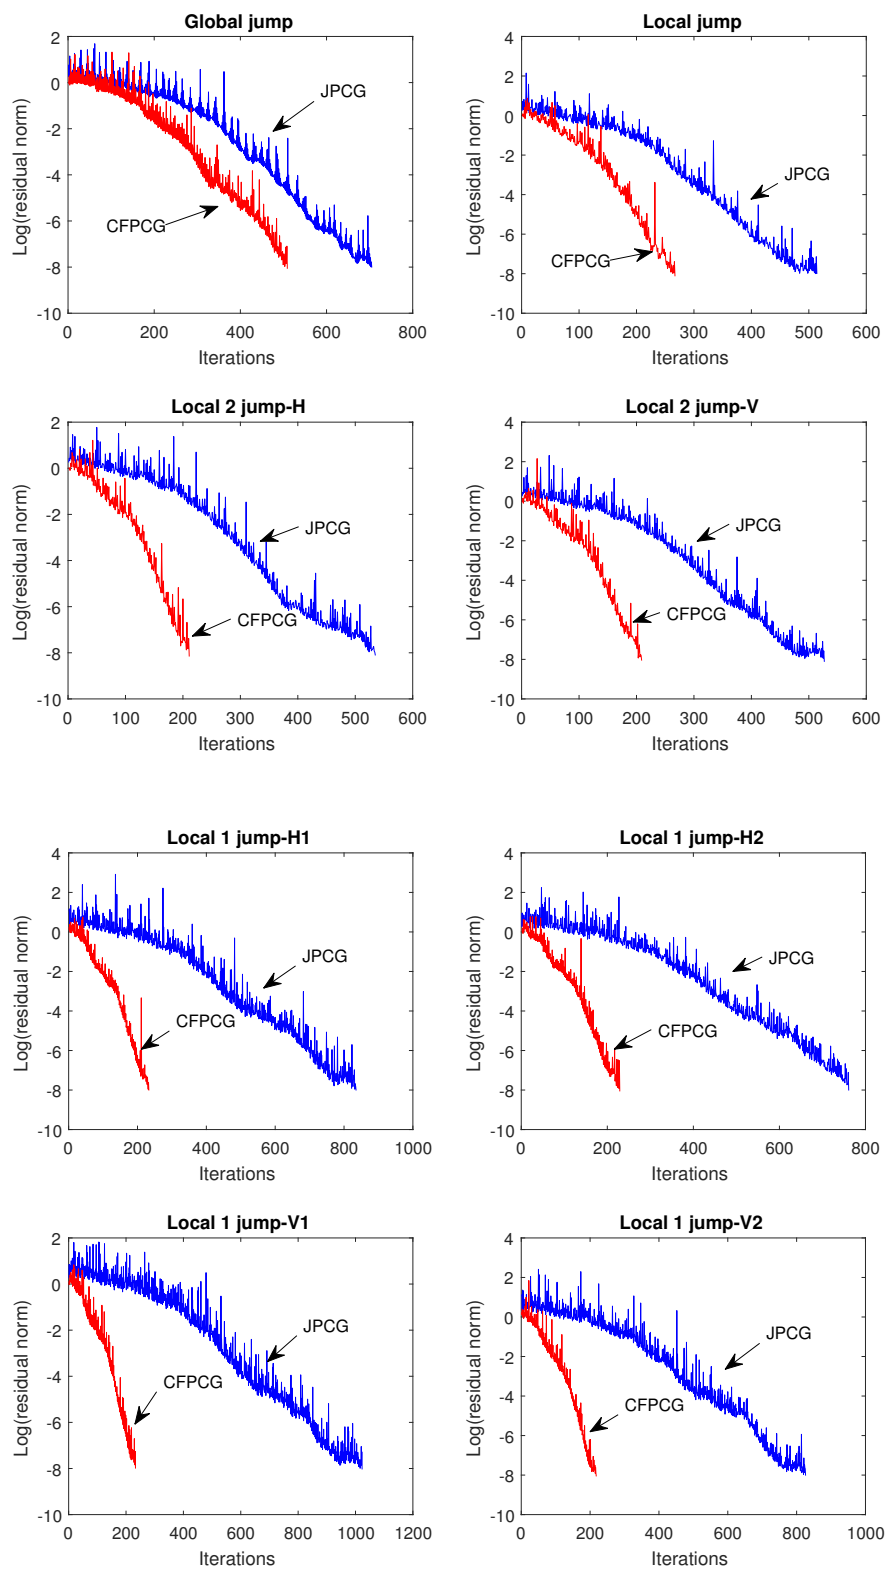 Global jump
2
0
-2
-4
-6
-8
-10
Log(residual norm)
JPCG
CFPCG
0 200 400 600 800
Iterations
Local jump
4
2
0
-2
-4
-6
-8
-10
Log(residual norm)
JPCG
CFPCG
0 100 200 300 400 500 600
Iterations
Local 2 jump-H
2
0
-2
-4
-6
-8
-10
Log(residual norm)
JPCG
CFPCG
0 100 200 300 400 500 600
Iterations
Local 2 jump-V
4
2
0
-2
-4
-6
-8
-10
Log(residual norm)
JPCG
CFPCG
0 100 200 300 400 500 600
Iterations
Local 1 jump-H1
4
2
0
-2
-4
-6
-8
-10
Log(residual norm)
JPCG
CFPCG
0 200 400 600 800 1000
Iterations
Local 1 jump-H2
4
2
0
-2
-4
-6
-8
-10
Log(residual norm)
JPCG
CFPCG
0 200 400 600 800
Iterations
Local 1 jump-V1
2
0
-2
-4
-6
-8
-10
Log(residual norm)
JPCG
CFPCG
0 200 400 600 800 1000 1200
Iterations
Local 1 jump-V2
4
2
0
-2
-4
-6
-8
-10
Log(residual norm)
JPCG
CFPCG
0 200 400 600 800 1000
Iterations